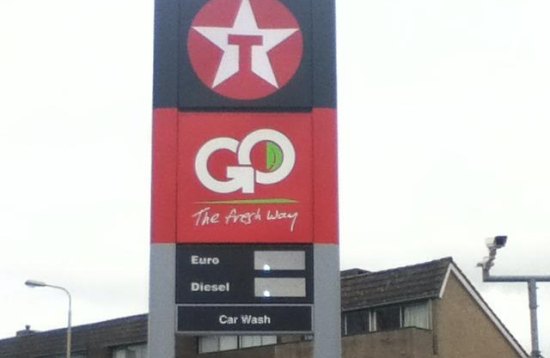 T
GO
The fresh way
Euro
Diesel
Car Wash